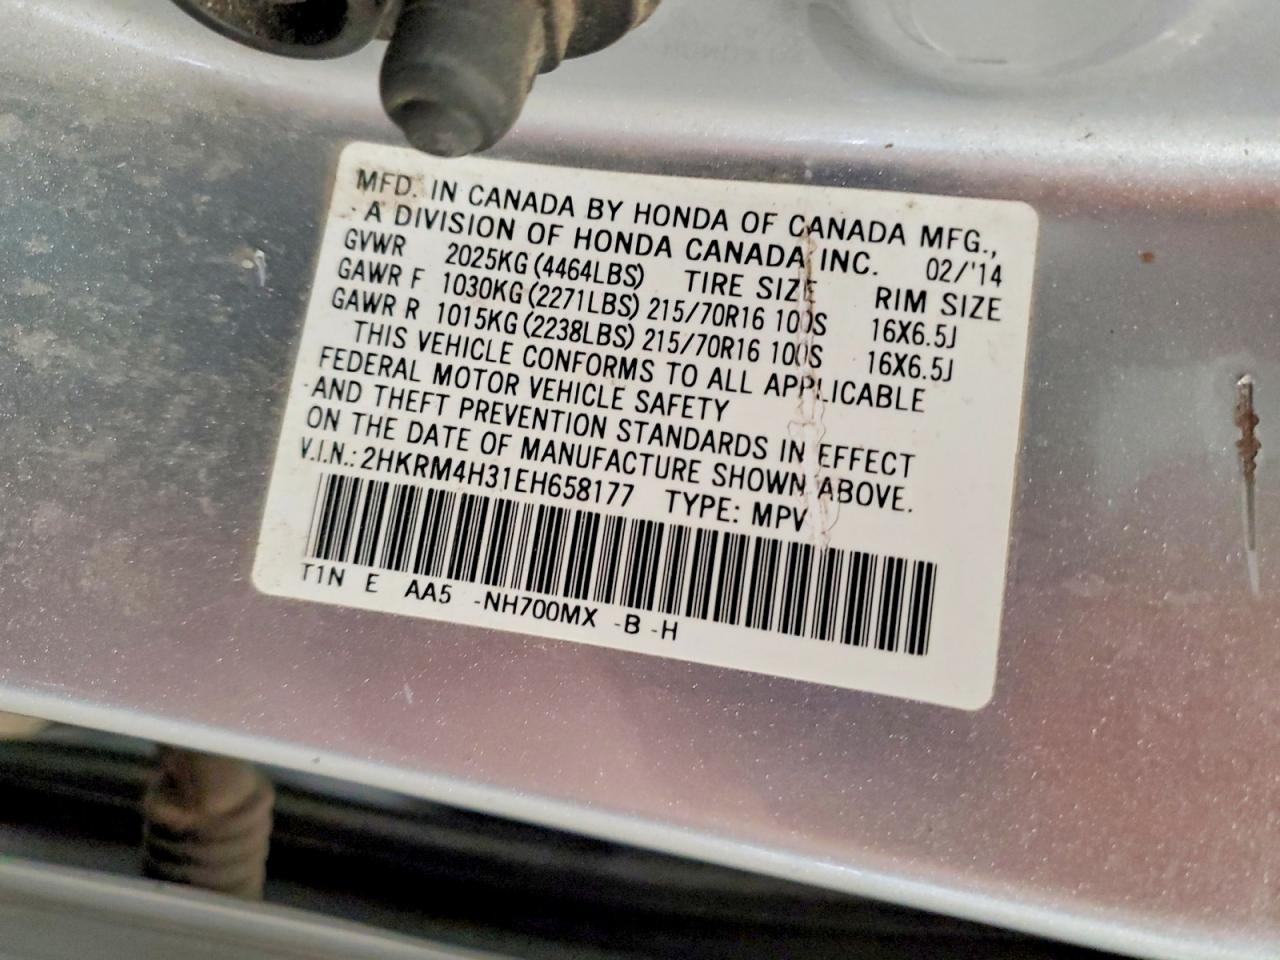 MFD. IN CANADA BY HONDA OF CANADA MFG.,
A DIVISION OF HONDA CANADA INC. 02/'14
GVWR 2025KG (4464LBS) TIRE SIZE RIM SIZE
GAWR F 1030KG (2271LBS) 215/70R16 100S 16X6.5J
GAWR R 1015KG (2238LBS) 215/70R16 100S 16X6.5J
THIS VEHICLE CONFORMS TO ALL APPLICABLE
FEDERAL MOTOR VEHICLE SAFETY
AND THEFT PREVENTION STANDARDS IN EFFECT
ON THE DATE OF MANUFACTURE SHOWN ABOVE.
V.I.N.: 2HKRM4H31EH658177 TYPE: MPV
T1N E AA5 -NH700MX -B -H